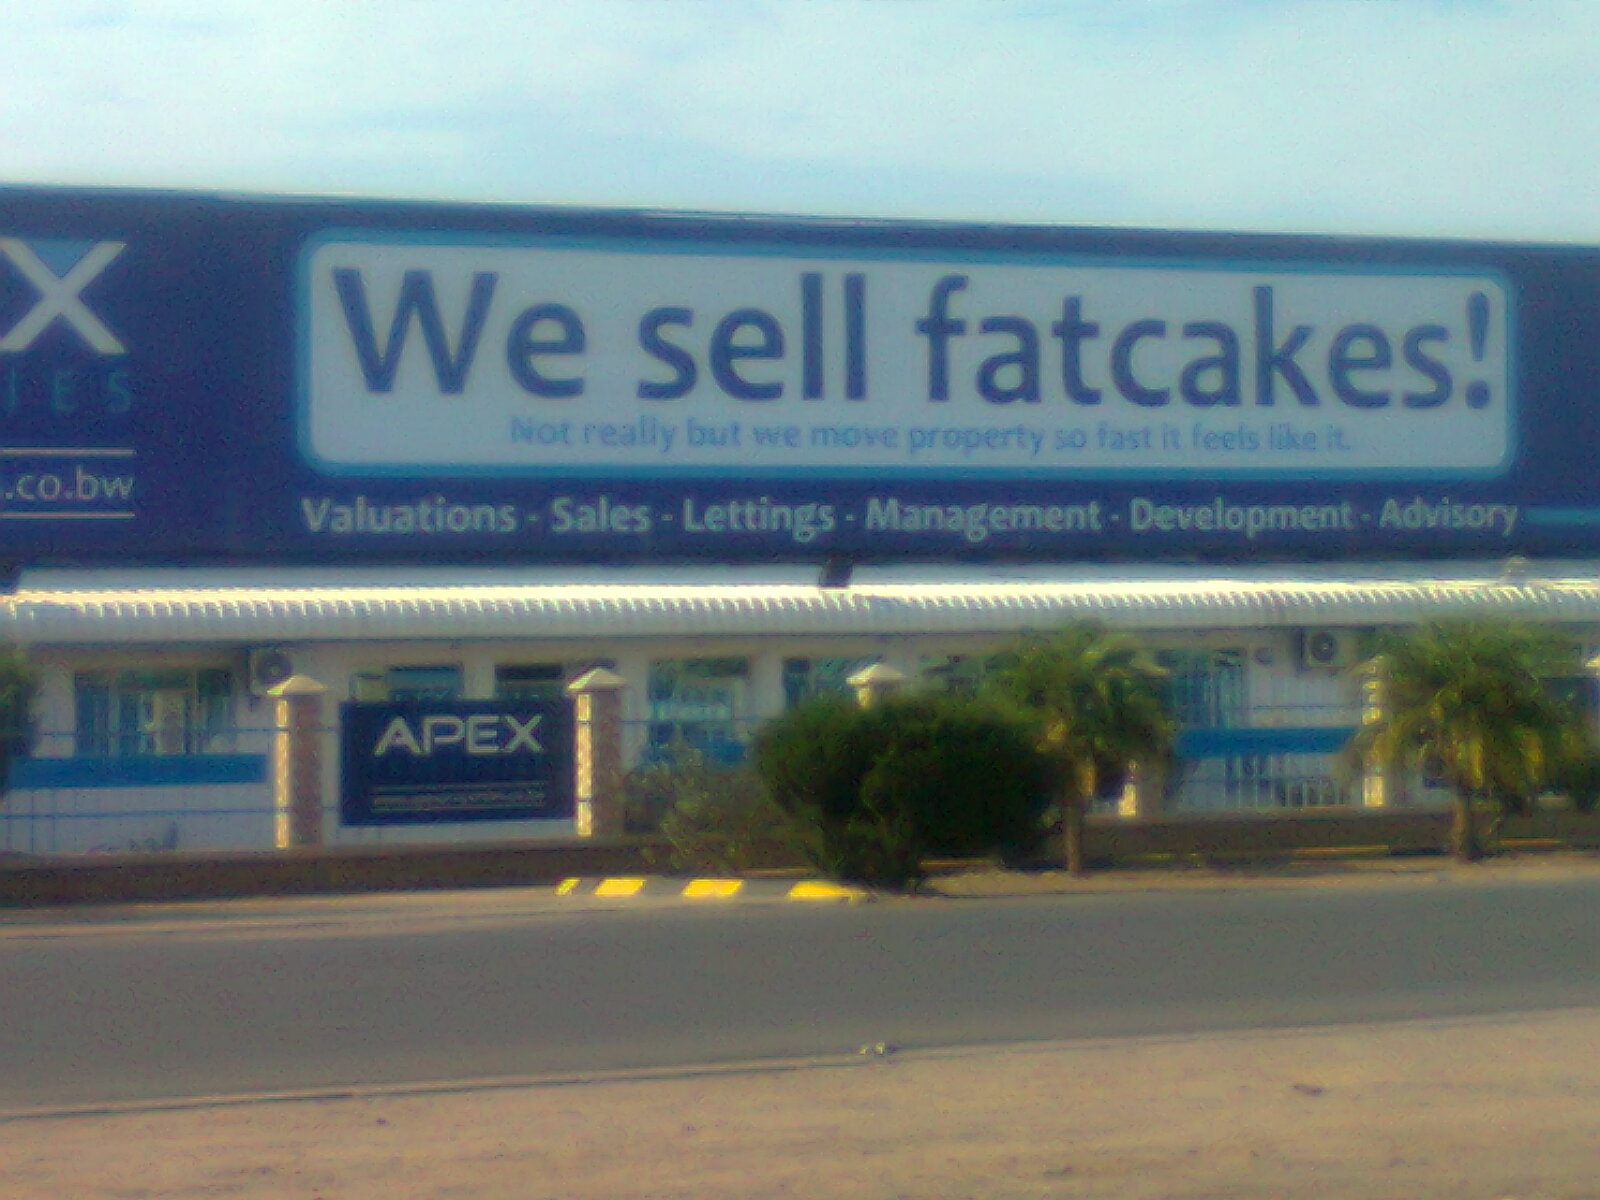 X
IES
.co.bw
We sell fatcakes!
Not really but we move property so fast it feels like it.
Valuations - Sales - Lettings - Management - Development - Advisory
APEX